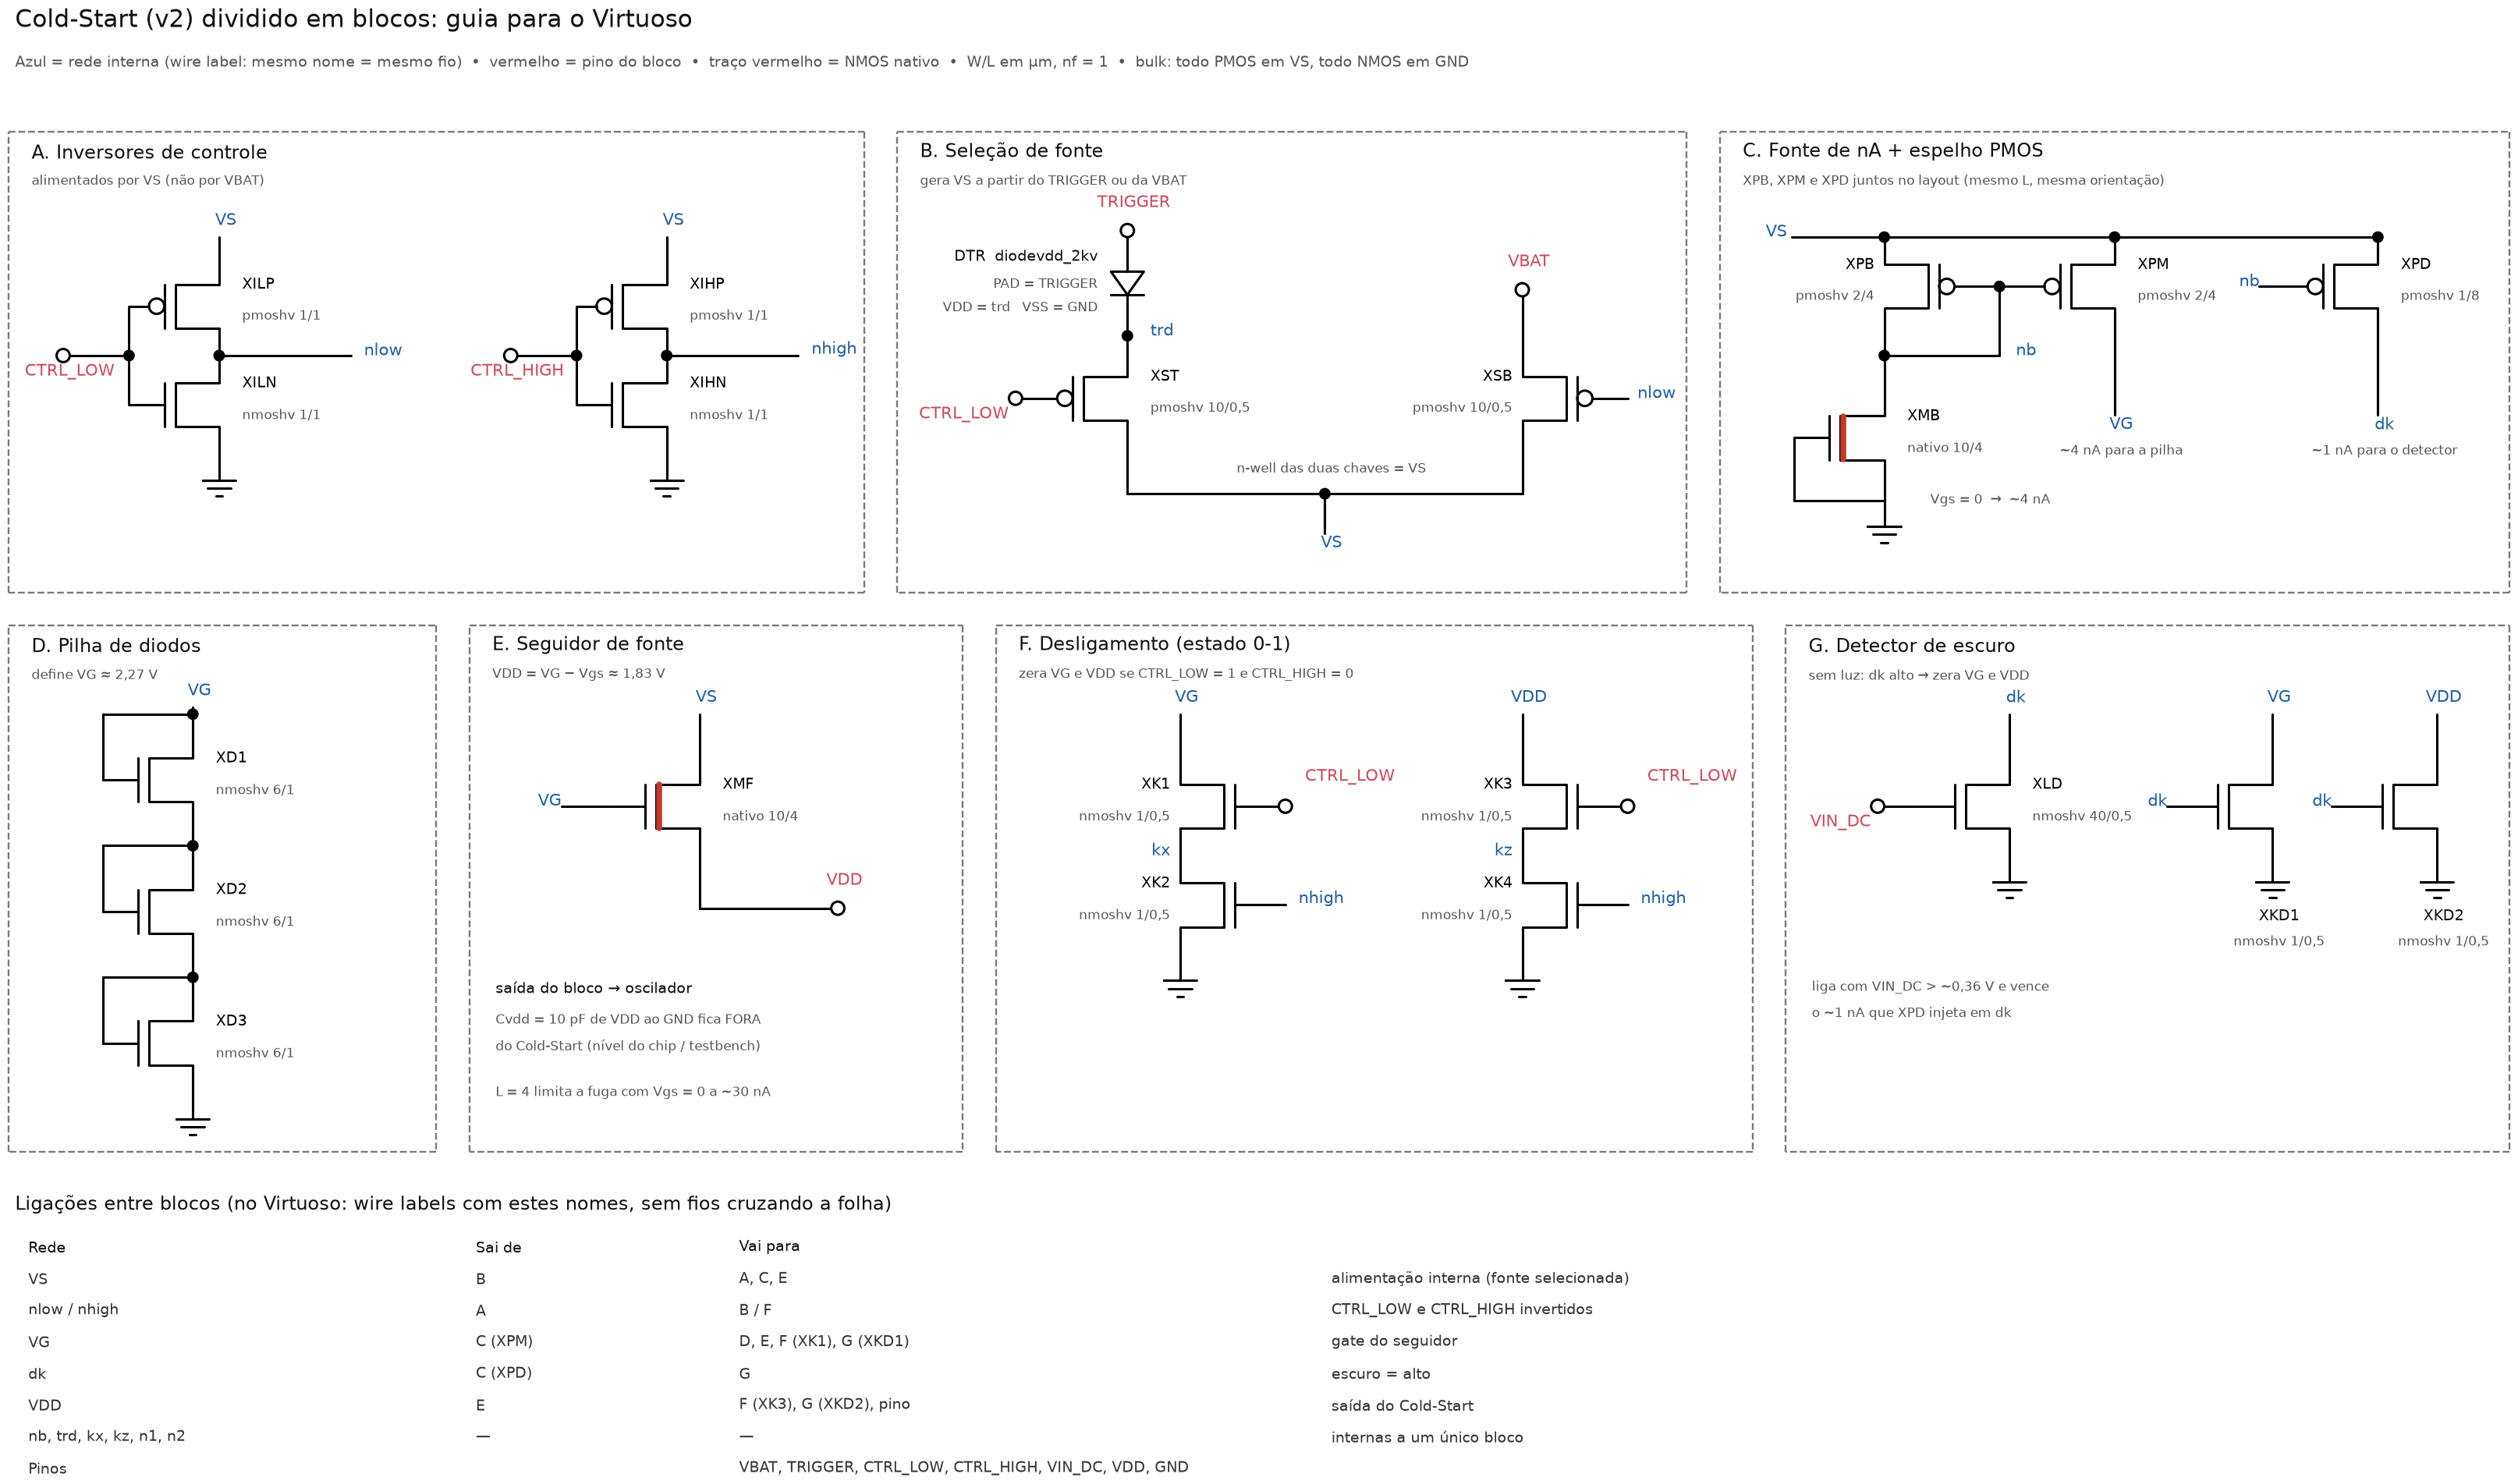 Cold-Start (v2) dividido em blocos: guia para o Virtuoso
Azul = rede interna (wire label: mesmo nome = mesmo fio)  •  vermelho = pino do bloco  •  traço vermelho = NMOS nativo  •  W/L em µm, nf = 1  •  bulk: todo PMOS em VS, todo NMOS em GND
A. Inversores de controle
alimentados por VS (não por VBAT)
VS
XILP
pmoshv 1/1
nlow
CTRL_LOW
XILN
nmoshv 1/1
VS
XIHP
pmoshv 1/1
nhigh
CTRL_HIGH
XIHN
nmoshv 1/1
B. Seleção de fonte
gera VS a partir do TRIGGER ou da VBAT
TRIGGER
DTR  diodevdd_2kv
PAD = TRIGGER
VDD = trd   VSS = GND
trd
XST
pmoshv 10/0,5
CTRL_LOW
VBAT
XSB
pmoshv 10/0,5
nlow
n-well das duas chaves = VS
VS
C. Fonte de nA + espelho PMOS
XPB, XPM e XPD juntos no layout (mesmo L, mesma orientação)
VS
XPB
pmoshv 2/4
XPM
pmoshv 2/4
nb
XPD
pmoshv 1/8
nb
XMB
nativo 10/4
VG
~4 nA para a pilha
dk
~1 nA para o detector
Vgs = 0  →  ~4 nA
D. Pilha de diodos
define VG ≈ 2,27 V
VG
XD1
nmoshv 6/1
XD2
nmoshv 6/1
XD3
nmoshv 6/1
E. Seguidor de fonte
VDD = VG − Vgs ≈ 1,83 V
VS
VG
XMF
nativo 10/4
VDD
saída do bloco → oscilador
Cvdd = 10 pF de VDD ao GND fica FORA
do Cold-Start (nível do chip / testbench)
L = 4 limita a fuga com Vgs = 0 a ~30 nA
F. Desligamento (estado 0-1)
zera VG e VDD se CTRL_LOW = 1 e CTRL_HIGH = 0
VG
CTRL_LOW
XK1
nmoshv 1/0,5
kx
XK2
nmoshv 1/0,5
nhigh
VDD
CTRL_LOW
XK3
nmoshv 1/0,5
kz
XK4
nmoshv 1/0,5
nhigh
G. Detector de escuro
sem luz: dk alto → zera VG e VDD
dk
VIN_DC
XLD
nmoshv 40/0,5
VG
dk
XKD1
nmoshv 1/0,5
VDD
dk
XKD2
nmoshv 1/0,5
liga com VIN_DC > ~0,36 V e vence
o ~1 nA que XPD injeta em dk
Ligações entre blocos (no Virtuoso: wire labels com estes nomes, sem fios cruzando a folha)
Rede Sai de Vai para
VS B A, C, E alimentação interna (fonte selecionada)
nlow / nhigh A B / F CTRL_LOW e CTRL_HIGH invertidos
VG C (XPM) D, E, F (XK1), G (XKD1) gate do seguidor
dk C (XPD) G escuro = alto
VDD E F (XK3), G (XKD2), pino saída do Cold-Start
nb, trd, kx, kz, n1, n2 — — internas a um único bloco
Pinos VBAT, TRIGGER, CTRL_LOW, CTRL_HIGH, VIN_DC, VDD, GND